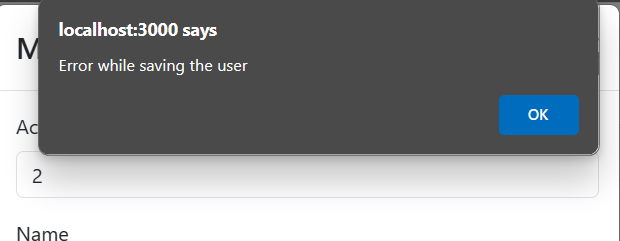 localhost:3000 says
Error while saving the user
OK
2
Name